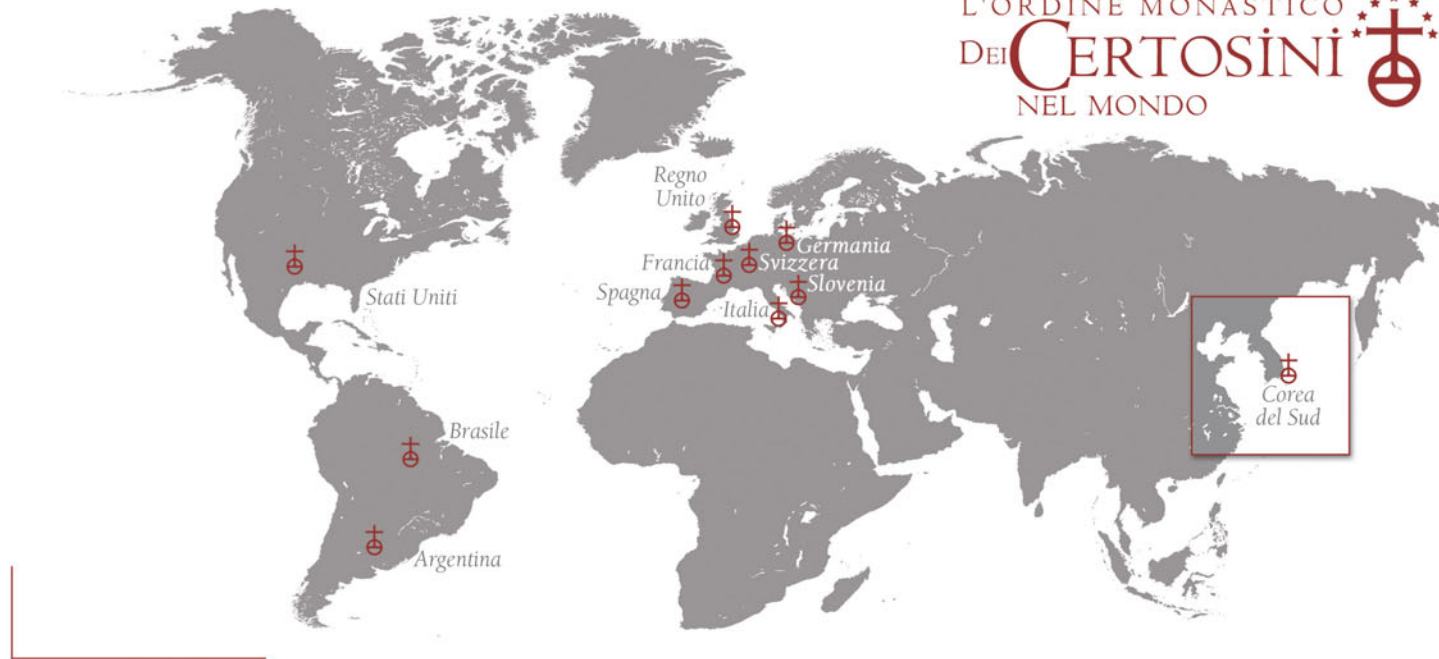 L'ORDINE MONASTICO
DEI CERTOSINI
NEL MONDO
Regno
Unito
Germania
Francia
Svizzera
Spagna
Slovenia
Italia
Stati Uniti
Corea
del Sud
Brasile
Argentina